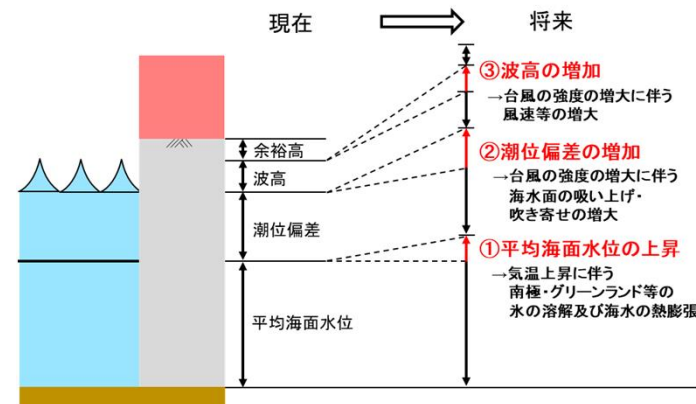 現在
将来
余裕高
波高
潮位偏差
平均海面水位
③波高の増加
→台風の強度の増大に伴う
風速等の増大
②潮位偏差の増加
→台風の強度の増大に伴う
海水面の吸い上げ・
吹き寄せの増大
①平均海面水位の上昇
→気温上昇に伴う
南極・グリーンランド等の
氷の溶解及び海水の熱膨張